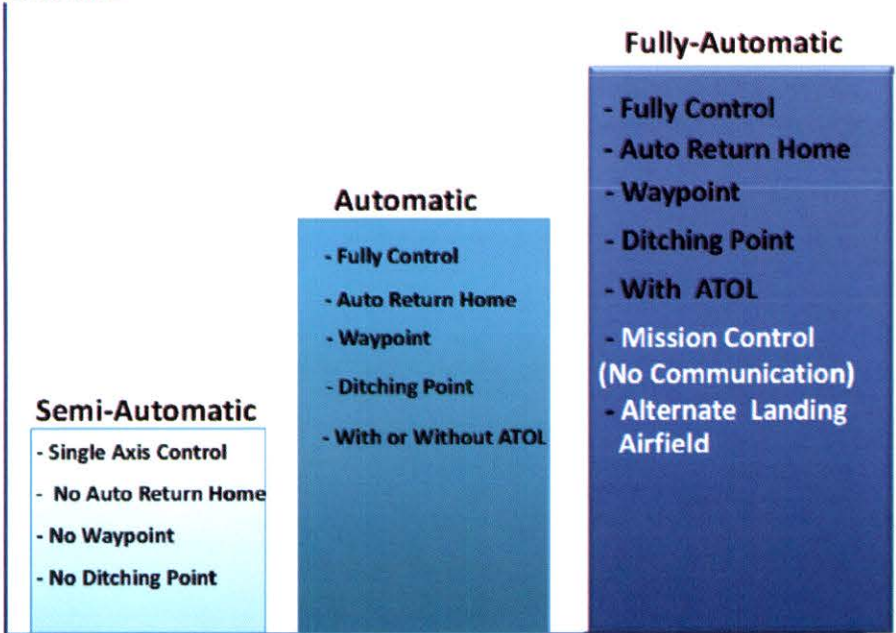 Semi-Automatic
- Single Axis Control
- No Auto Return Home
- No Waypoint
- No Ditching Point
Automatic
- Fully Control
- Auto Return Home
- Waypoint
- Ditching Point
- With or Without ATOL
Fully-Automatic
- Fully Control
- Auto Return Home
- Waypoint
- Ditching Point
- With ATOL
- Mission Control
(No Communication)
- Alternate Landing
Airfield